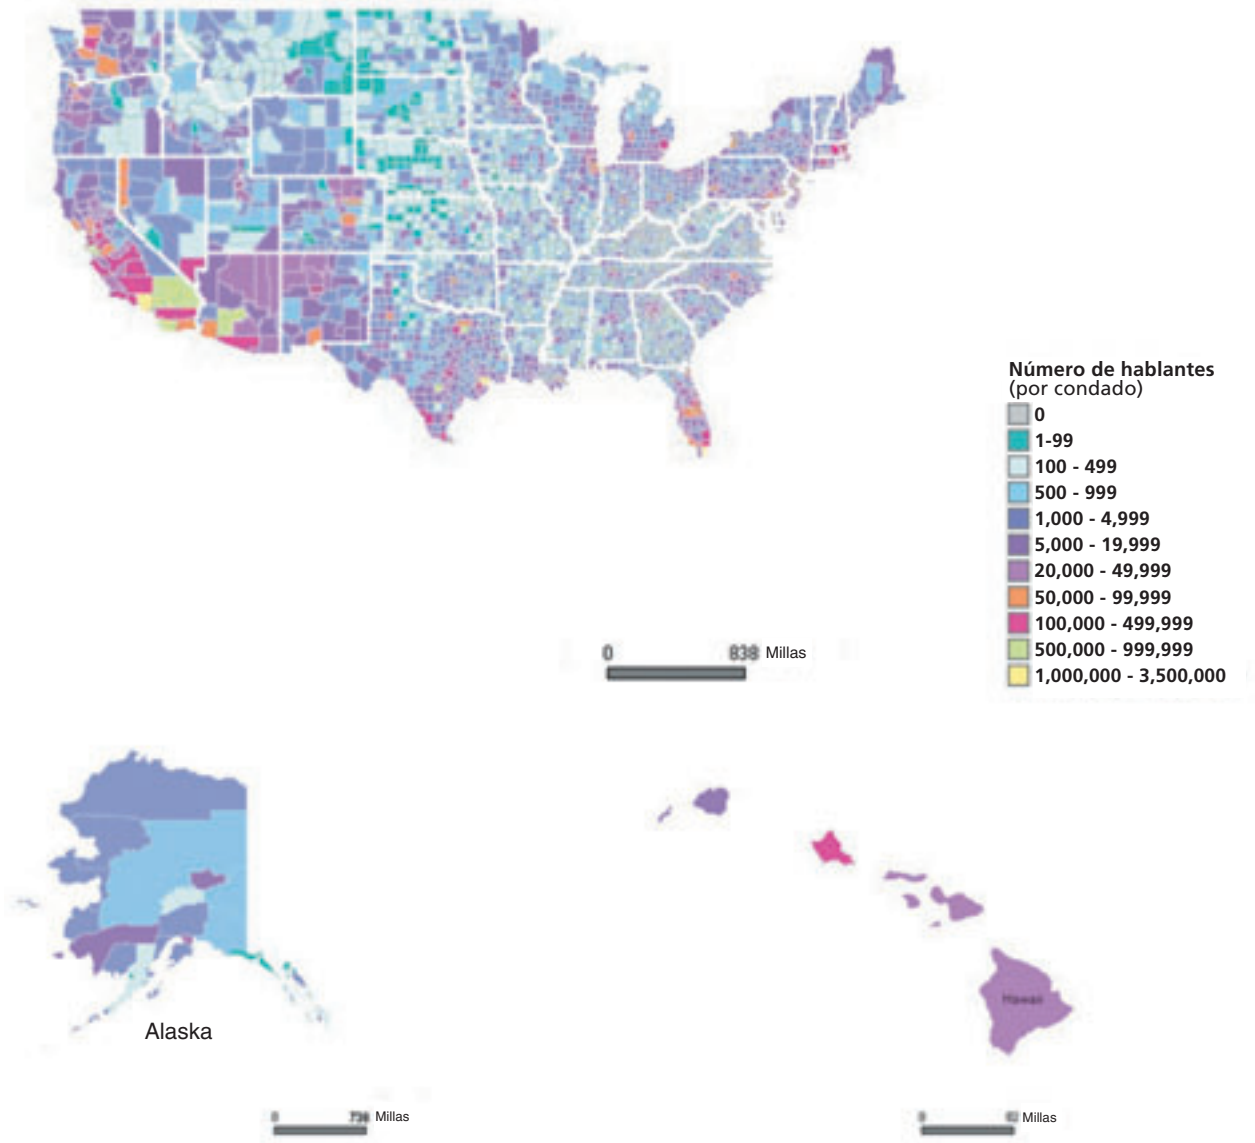 Número de hablantes
(por condado)
0
1-99
100 - 499
500 - 999
1,000 - 4,999
5,000 - 19,999
20,000 - 49,999
50,000 - 99,999
100,000 - 499,999
500,000 - 999,999
1,000,000 - 3,500,000
0 838 Millas
Hawaii
Alaska
0 Millas
0 Millas